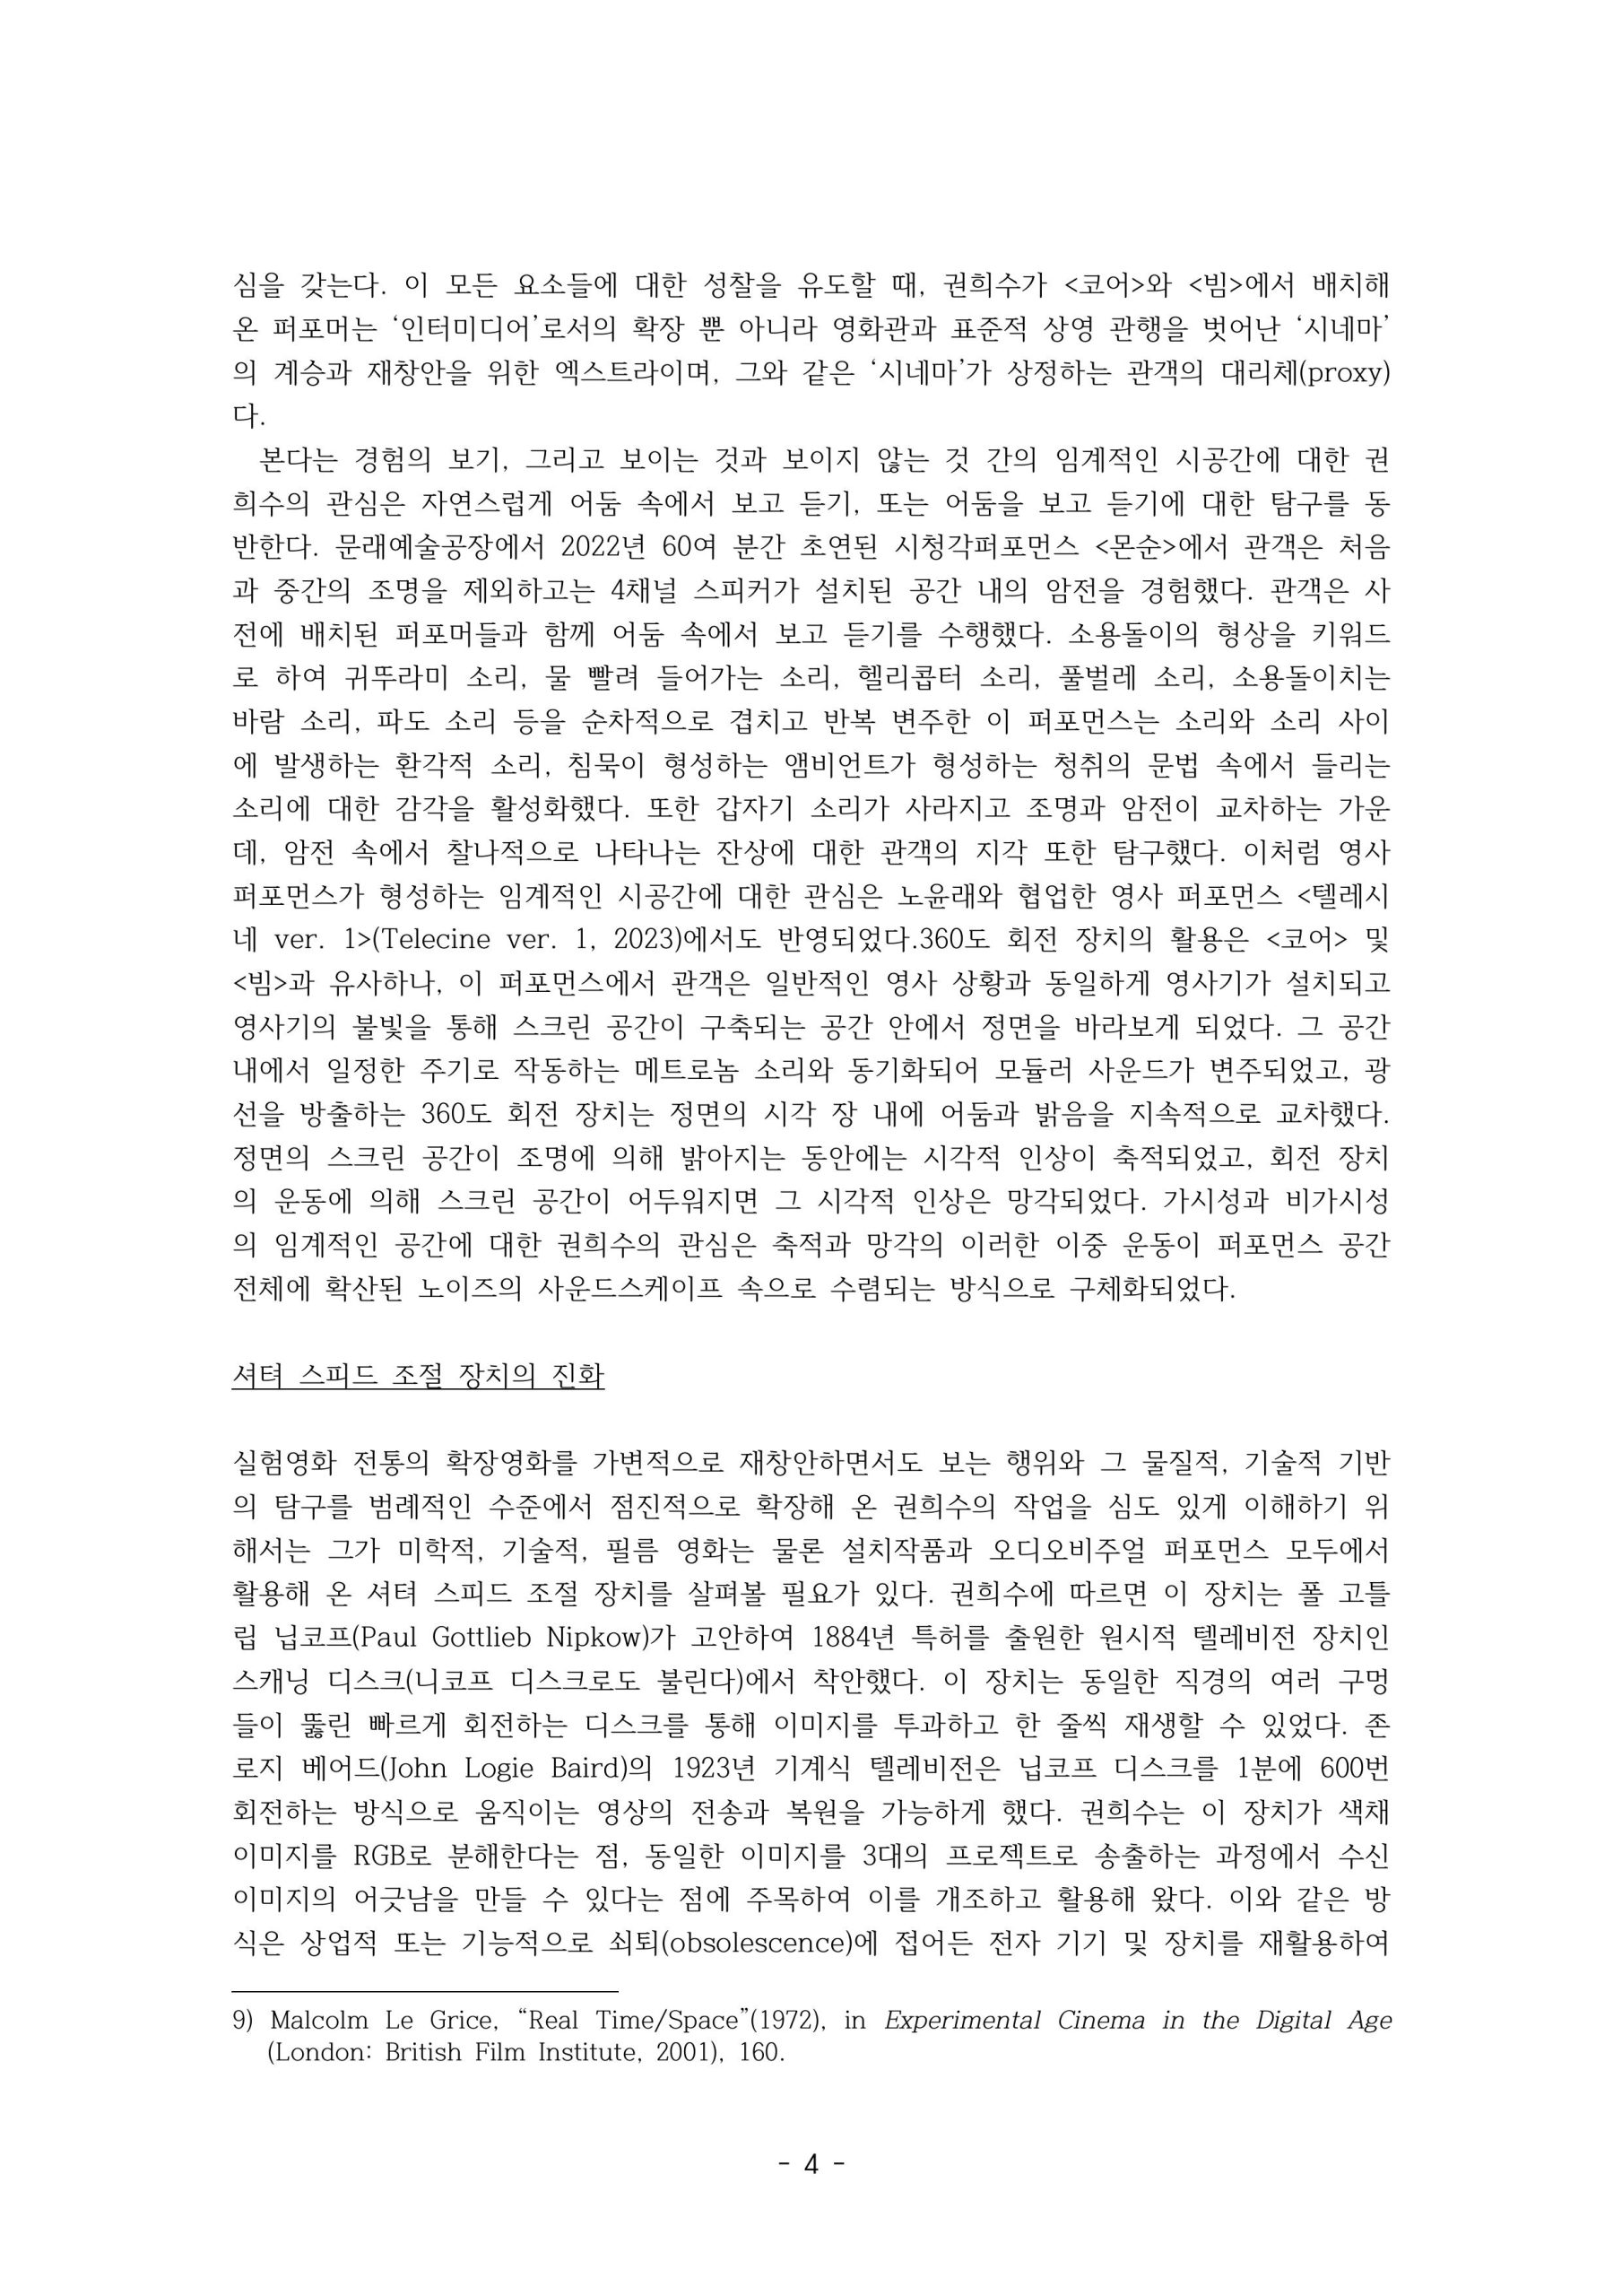 심을 갖는다. 이 모든 요소들에 대한 성찰을 유도할 때, 권희수가 <코어>와 <빔>에서 배치해
온 퍼포머는 ‘인터미디어’로서의 확장 뿐 아니라 영화관과 표준적 상영 관행을 벗어난 ‘시네마’
의 계승과 재창안을 위한 엑스트라이며, 그와 같은 ‘시네마’가 상정하는 관객의 대리체(proxy)
다.
본다는 경험의 보기, 그리고 보이는 것과 보이지 않는 것 간의 임계적인 시공간에 대한 권
희수의 관심은 자연스럽게 어둠 속에서 보고 듣기, 또는 어둠을 보고 듣기에 대한 탐구를 동
반한다. 문래예술공장에서 2022년 60여 분간 초연된 시청각퍼포먼스 <몬순>에서 관객은 처음
과 중간의 조명을 제외하고는 4채널 스피커가 설치된 공간 내의 암전을 경험했다. 관객은 사
전에 배치된 퍼포머들과 함께 어둠 속에서 보고 듣기를 수행했다. 소용돌이의 형상을 키워드
로 하여 귀뚜라미 소리, 물 빨려 들어가는 소리, 헬리콥터 소리, 풀벌레 소리, 소용돌이치는
바람 소리, 파도 소리 등을 순차적으로 겹치고 반복 변주한 이 퍼포먼스는 소리와 소리 사이
에 발생하는 환각적 소리, 침묵이 형성하는 앰비언트가 형성하는 청취의 문법 속에서 들리는
소리에 대한 감각을 활성화했다. 또한 갑자기 소리가 사라지고 조명과 암전이 교차하는 가운
데, 암전 속에서 찰나적으로 나타나는 잔상에 대한 관객의 지각 또한 탐구했다. 이처럼 영사
퍼포먼스가 형성하는 임계적인 시공간에 대한 관심은 노윤래와 협업한 영사 퍼포먼스 <텔레시
네 ver. 1>(Telecine ver. 1, 2023)에서도 반영되었다.360도 회전 장치의 활용은 <코어> 및
<빔>과 유사하나, 이 퍼포먼스에서 관객은 일반적인 영사 상황과 동일하게 영사기가 설치되고
영사기의 불빛을 통해 스크린 공간이 구축되는 공간 안에서 정면을 바라보게 되었다. 그 공간
내에서 일정한 주기로 작동하는 메트로놈 소리와 동기화되어 모듈러 사운드가 변주되었고, 광
선을 방출하는 360도 회전 장치는 정면의 시각 장 내에 어둠과 밝음을 지속적으로 교차했다.
정면의 스크린 공간이 조명에 의해 밝아지는 동안에는 시각적 인상이 축적되었고, 회전 장치
의 운동에 의해 스크린 공간이 어두워지면 그 시각적 인상은 망각되었다. 가시성과 비가시성
의 임계적인 공간에 대한 권희수의 관심은 축적과 망각의 이러한 이중 운동이 퍼포먼스 공간
전체에 확산된 노이즈의 사운드스케이프 속으로 수렴되는 방식으로 구체화되었다.
셔텨 스피드 조절 장치의 진화
실험영화 전통의 확장영화를 가변적으로 재창안하면서도 보는 행위와 그 물질적, 기술적 기반
의 탐구를 범례적인 수준에서 점진적으로 확장해 온 권희수의 작업을 심도 있게 이해하기 위
해서는 그가 미학적, 기술적, 필름 영화는 물론 설치작품과 오디오비주얼 퍼포먼스 모두에서
활용해 온 셔텨 스피드 조절 장치를 살펴볼 필요가 있다. 권희수에 따르면 이 장치는 폴 고틀
립 닙코프(Paul Gottlieb Nipkow)가 고안하여 1884년 특허를 출원한 원시적 텔레비전 장치인
스캐닝 디스크(니코프 디스크로도 불린다)에서 착안했다. 이 장치는 동일한 직경의 여러 구멍
들이 뚫린 빠르게 회전하는 디스크를 통해 이미지를 투과하고 한 줄씩 재생할 수 있었다. 존
로지 베어드(John Logie Baird)의 1923년 기계식 텔레비전은 닙코프 디스크를 1분에 600번
회전하는 방식으로 움직이는 영상의 전송과 복원을 가능하게 했다. 권희수는 이 장치가 색채
이미지를 RGB로 분해한다는 점, 동일한 이미지를 3대의 프로젝트로 송출하는 과정에서 수신
이미지의 어긋남을 만들 수 있다는 점에 주목하여 이를 개조하고 활용해 왔다. 이와 같은 방
식은 상업적 또는 기능적으로 쇠퇴(obsolescence)에 접어든 전자 기기 및 장치를 재활용하여
9) Malcolm Le Grice, “Real Time/Space”(1972), in Experimental Cinema in the Digital Age
(London: British Film Institute, 2001), 160.
- 4 -